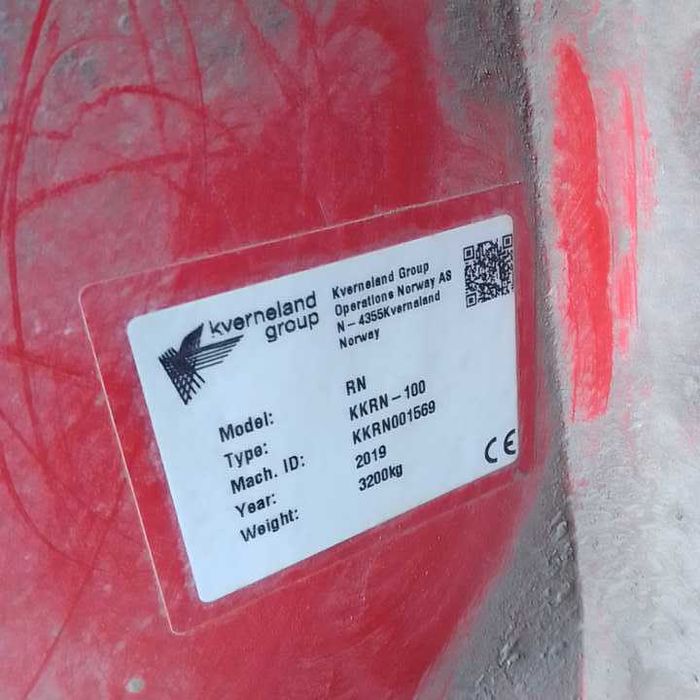 kverneland
group
Kverneland Group
Operations Norway AS
N-4355Kverneland
Norway
Model: RN
Type: KKRN-100
Mach. ID: KKRN001569
Year: 2019
Weight: 3200kg
CE